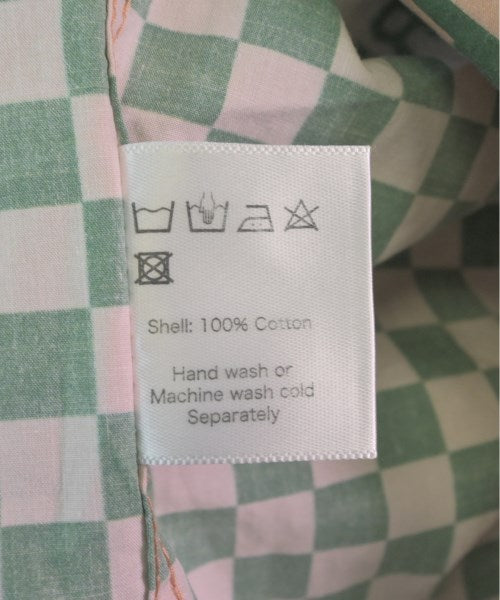 Shell: 100% Cotton
Hand wash or
Machine wash cold
Separately